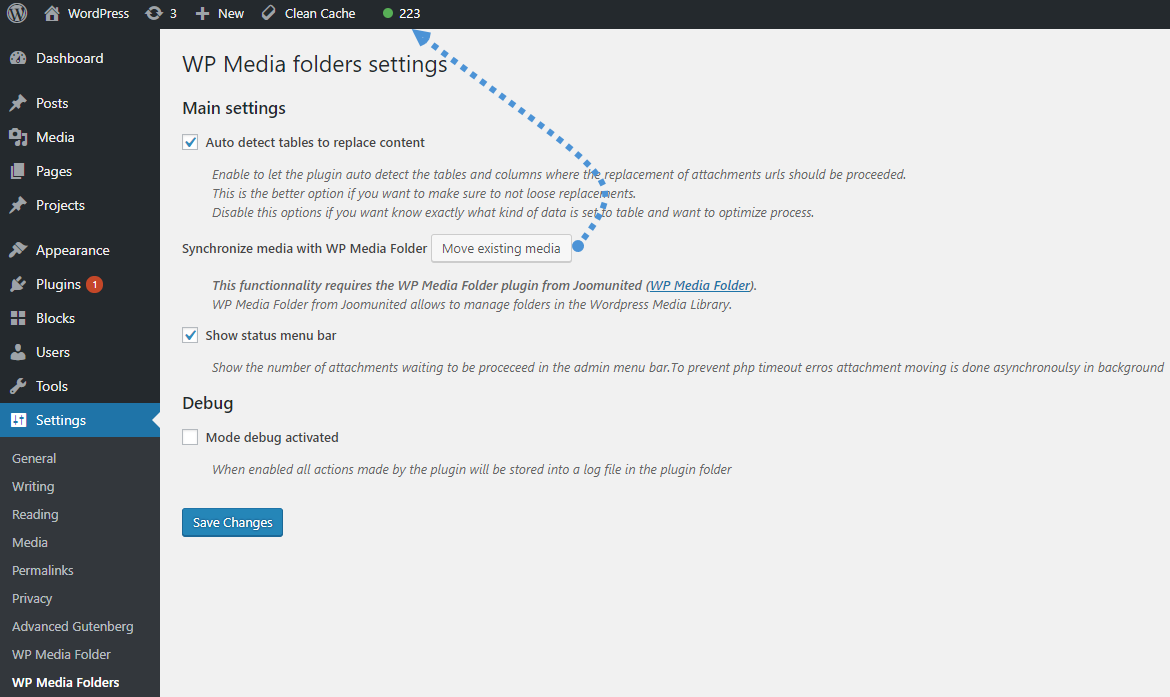 WordPress 3 New Clean Cache 223
Dashboard
Posts
Media
Pages
Projects
Appearance
Plugins 1
Blocks
Users
Tools
Settings
General
Writing
Reading
Media
Permalinks
Privacy
Advanced Gutenberg
WP Media Folder
WP Media Folders
WP Media folders settings
Main settings
Auto detect tables to replace content
Enable to let the plugin auto detect the tables and columns where the replacement of attachments urls should be proceeded.
This is the better option if you want to make sure to not loose replacements.
Disable this options if you want know exactly what kind of data is set to table and want to optimize process.
Synchronize media with WP Media Folder Move existing media
This functionnality requires the WP Media Folder plugin from Joomunited (WP Media Folder).
WP Media Folder from Joomunited allows to manage folders in the Wordpress Media Library.
Show status menu bar
Show the number of attachments waiting to be proceceed in the admin menu bar.To prevent php timeout erros attachment moving is done asynchronoulsy in background
Debug
Mode debug activated
When enabled all actions made by the plugin will be stored into a log file in the plugin folder
Save Changes